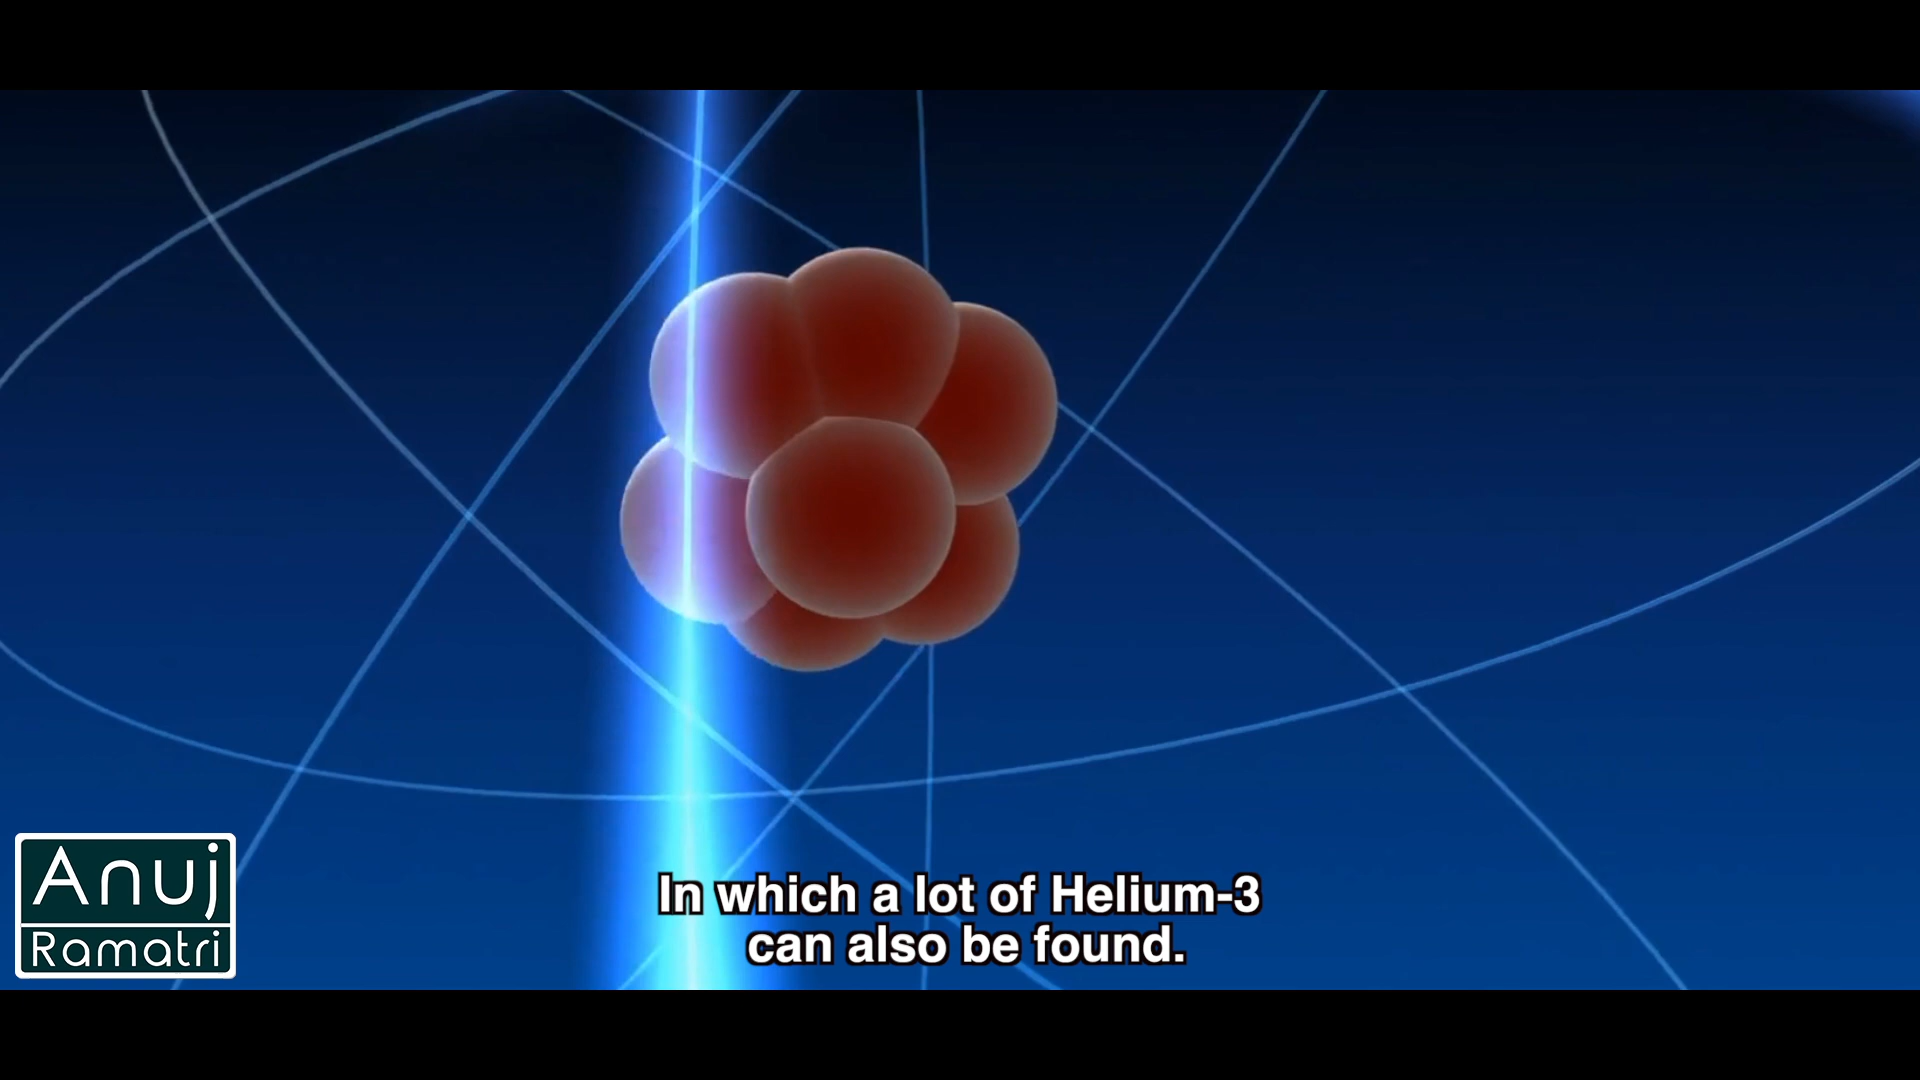 Anuj
Ramatri
In which a lot of Helium-3
can also be found.